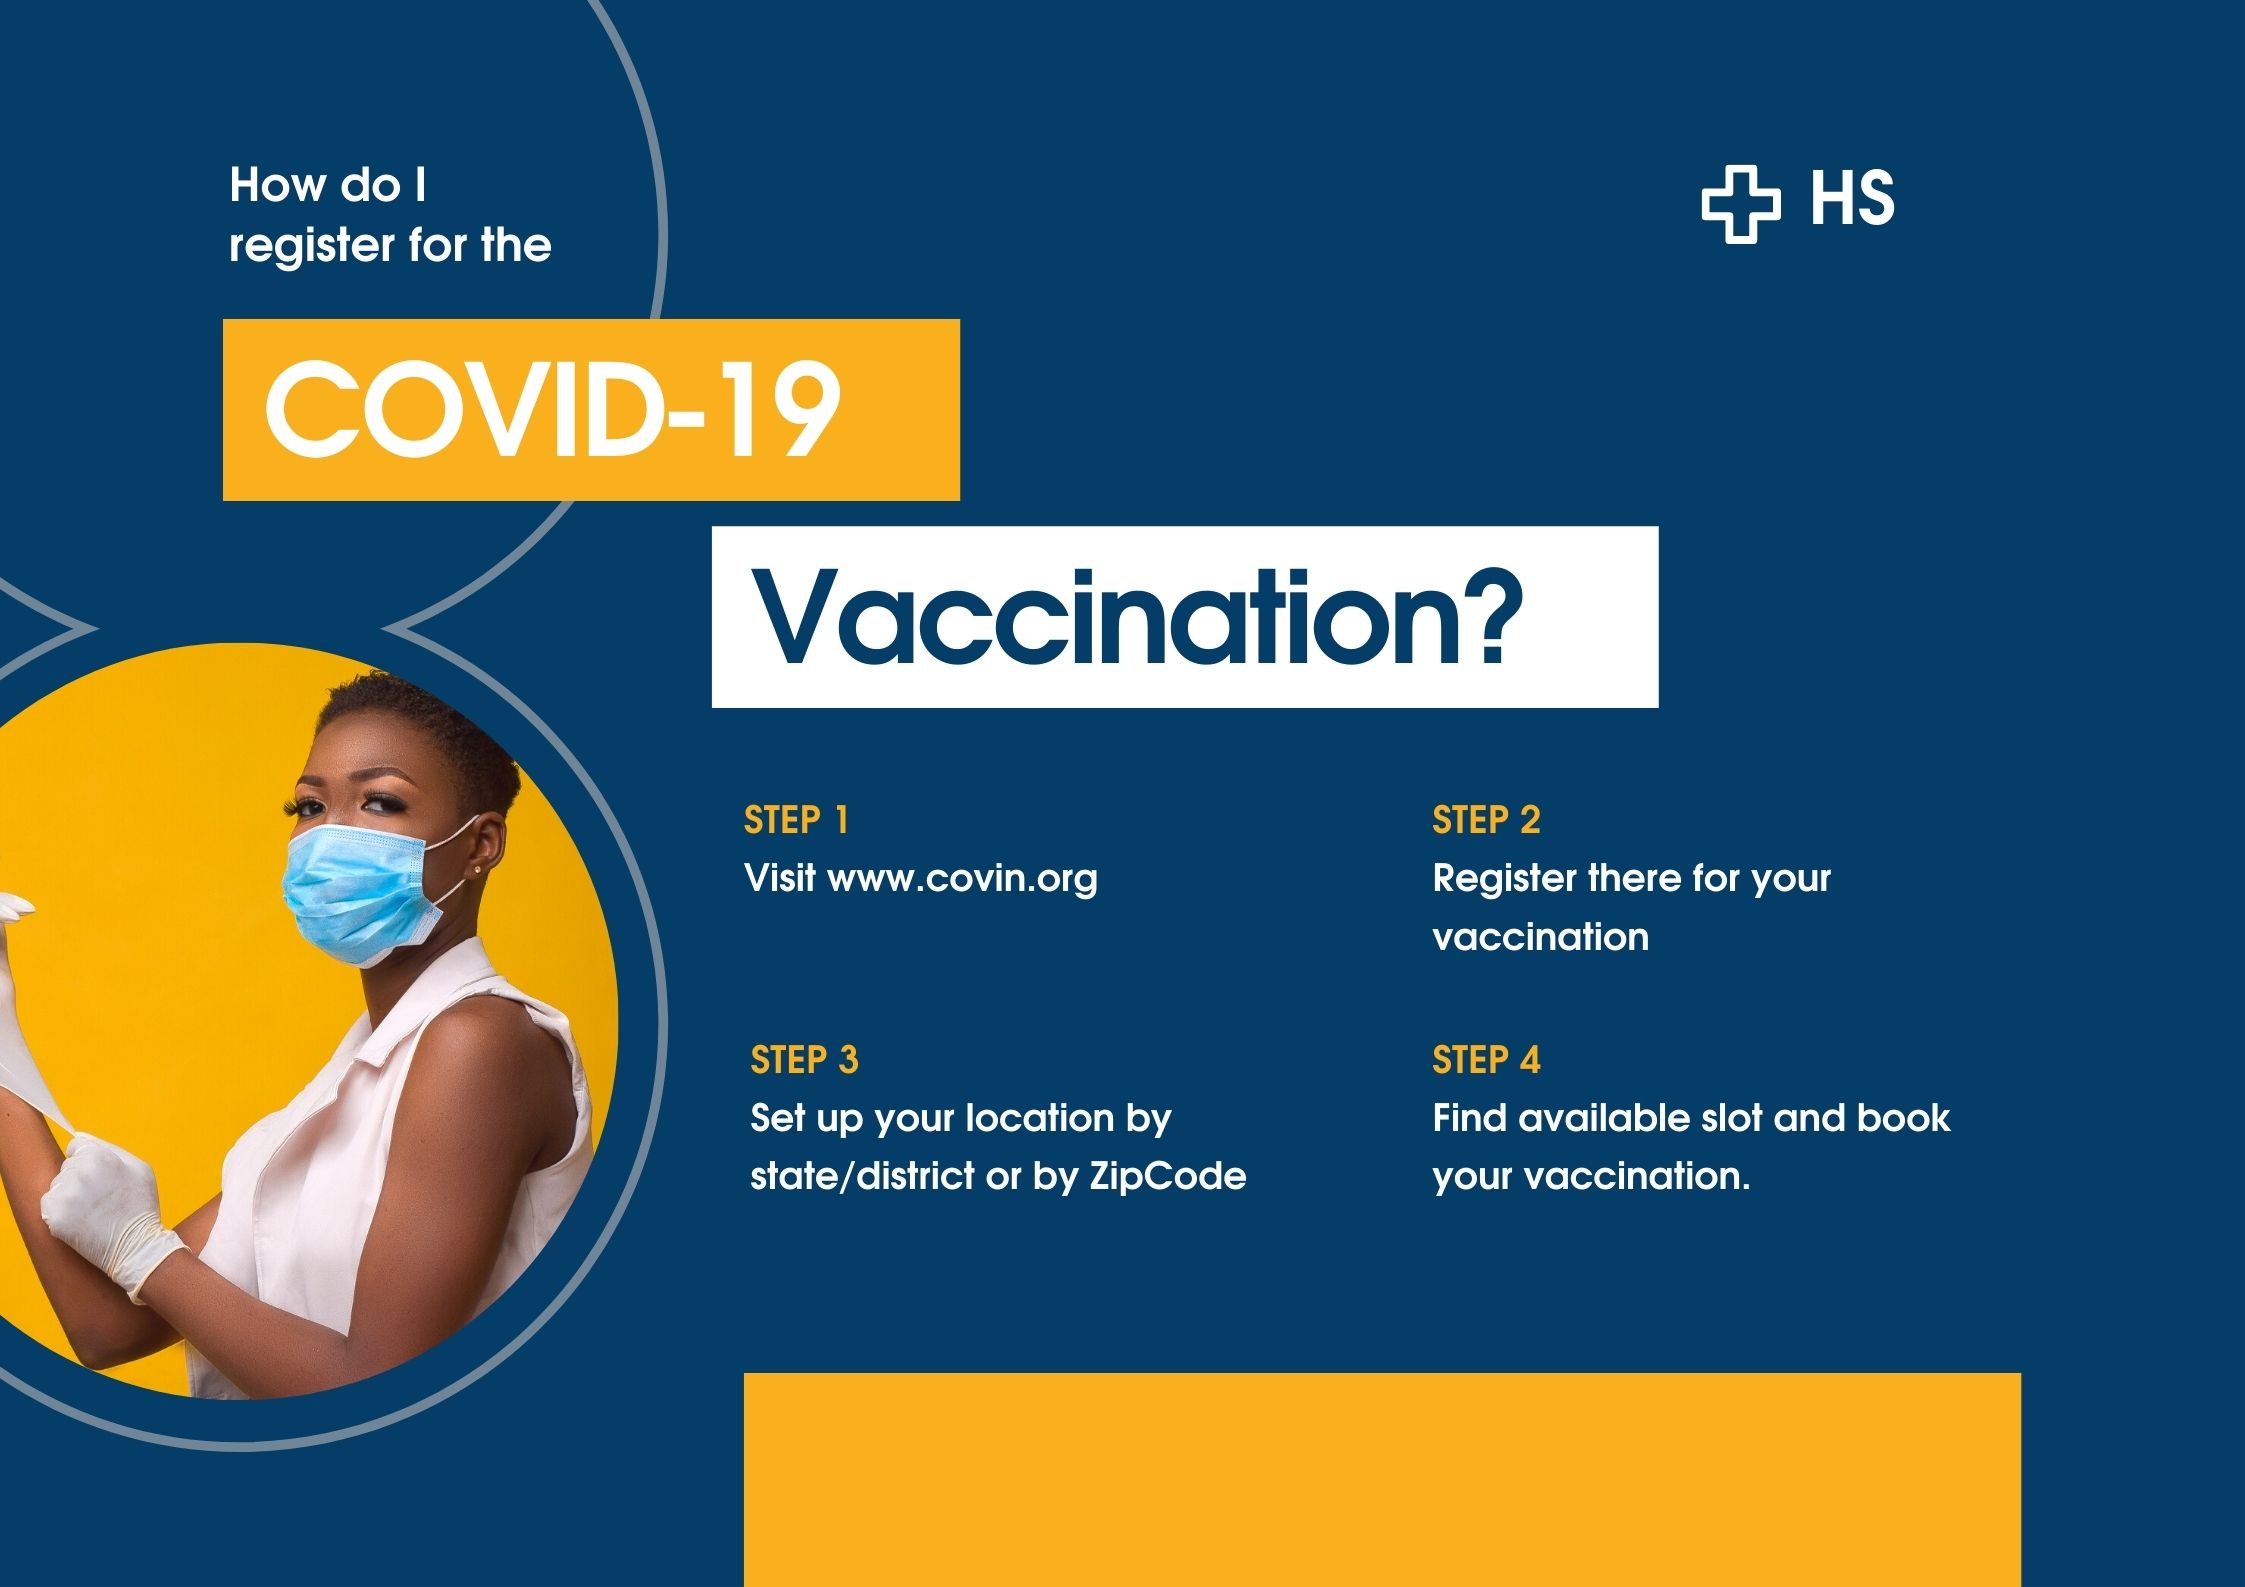 How do I
register for the
HS
COVID-19
Vaccination?
STEP 1
Visit www.covin.org
STEP 2
Register there for your
vaccination
STEP 3
Set up your location by
state/district or by ZipCode
STEP 4
Find available slot and book
your vaccination.